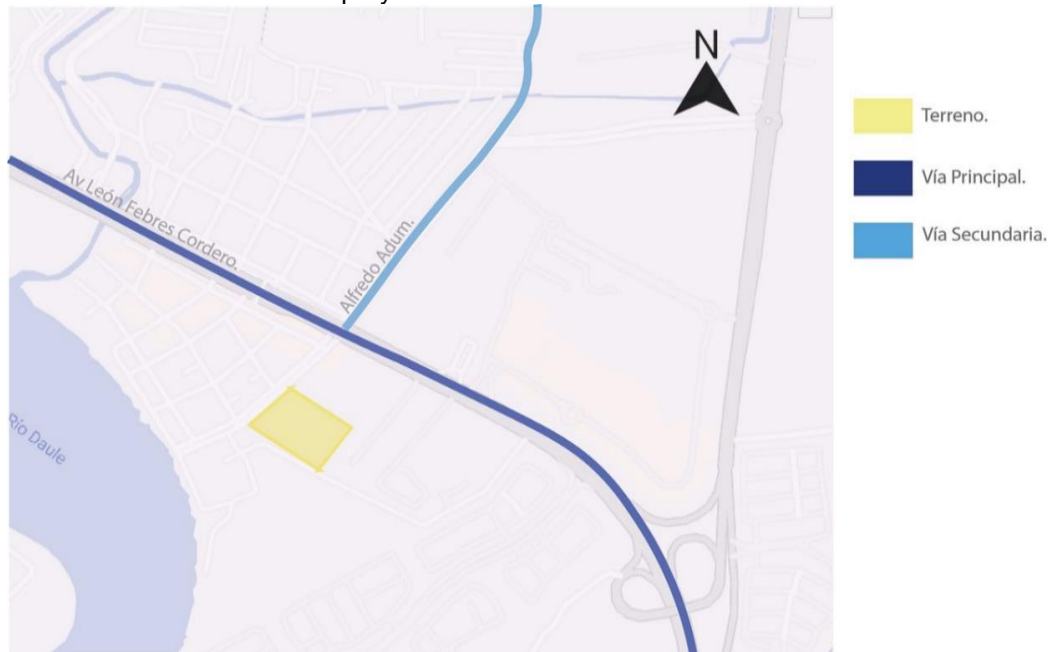 N
Terreno.
Vía Principal.
Vía Secundaria.
Av León Febres Cordero.
Alfredo Adum.
Río Daule